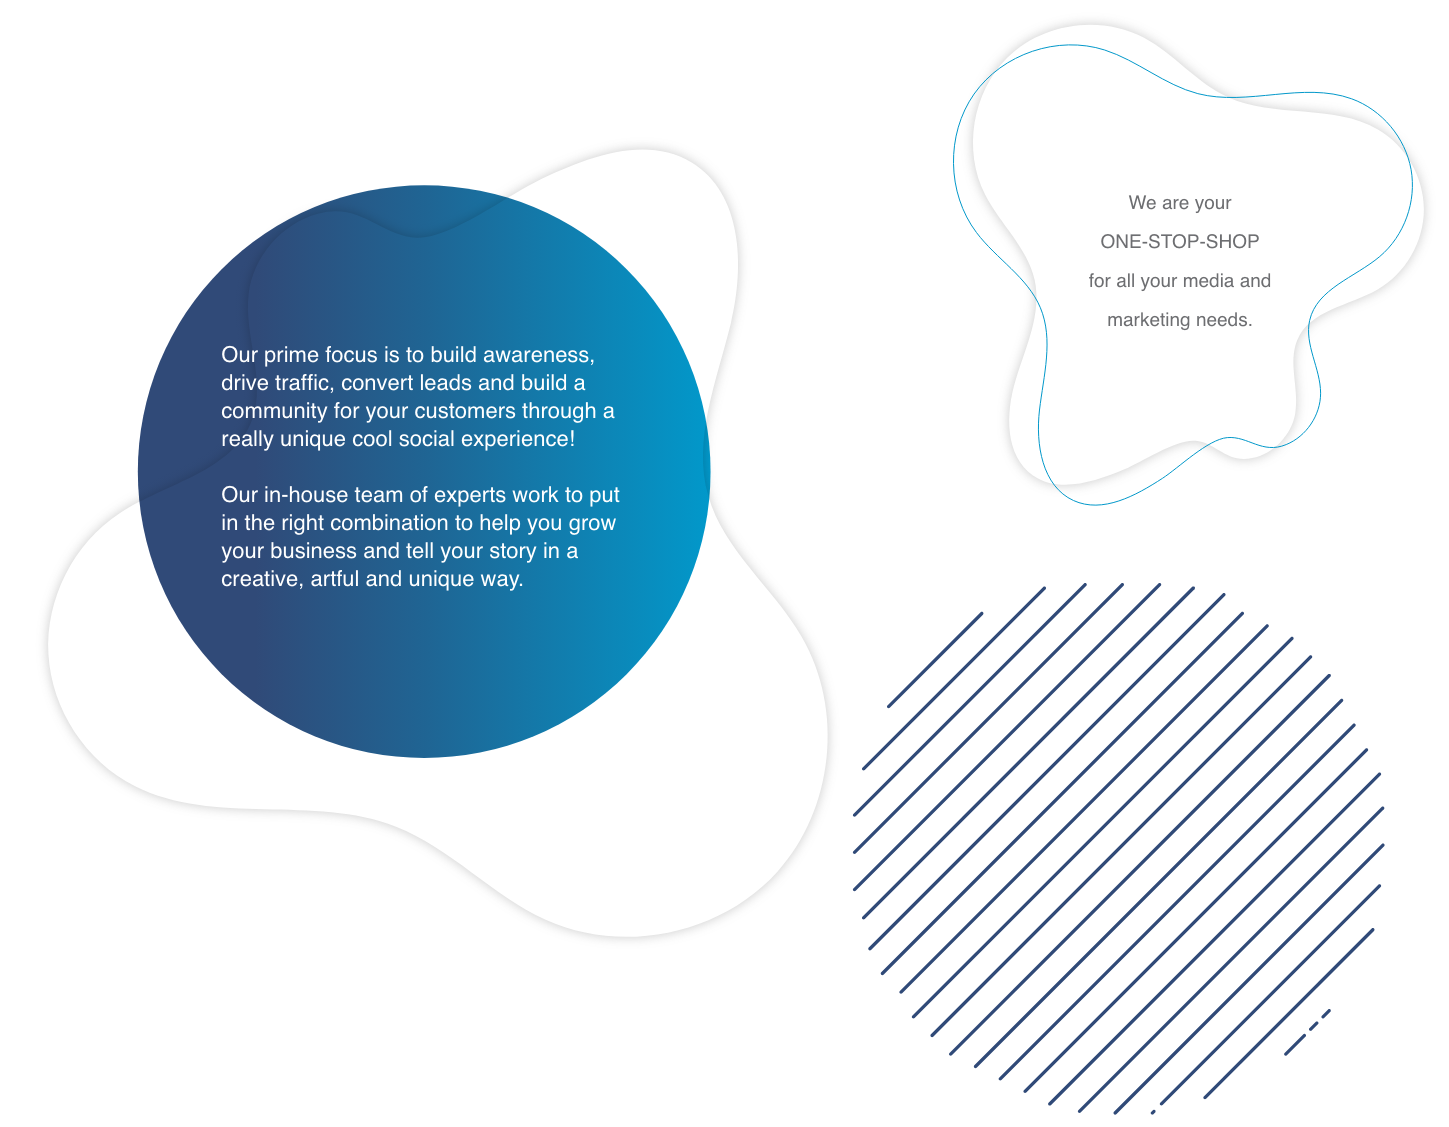 Our prime focus is to build awareness,
drive traffic, convert leads and build a
community for your customers through a
really unique cool social experience!
Our in-house team of experts work to put
in the right combination to help you grow
your business and tell your story in a
creative, artful and unique way.
We are your
ONE-STOP-SHOP
for all your media and
marketing needs.